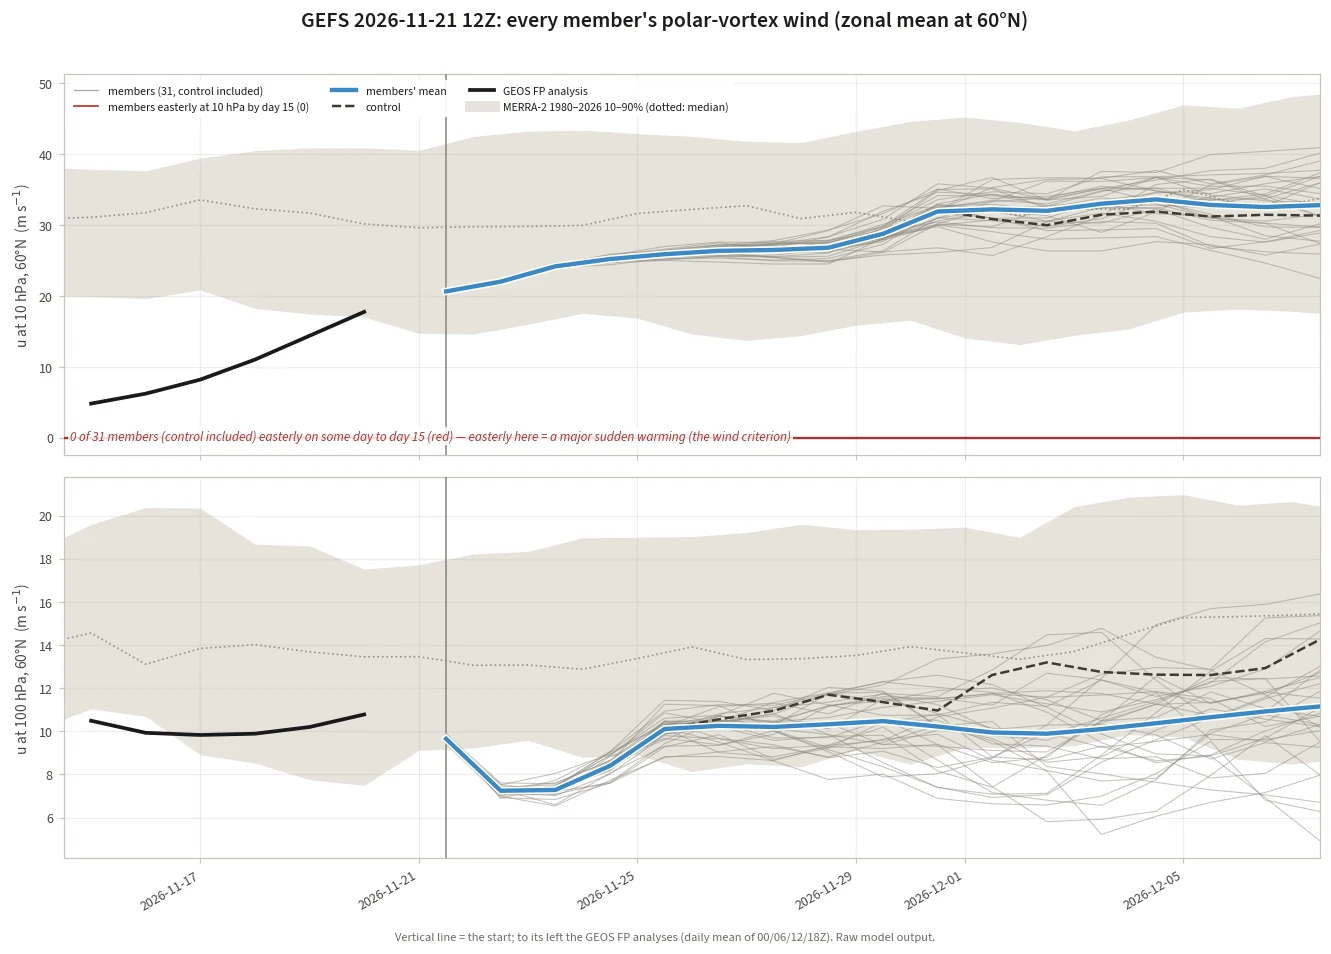 GEFS 2026-11-21 12Z: every member's polar-vortex wind (zonal mean at 60°N)
members (31, control included)
members easterly at 10 hPa by day 15 (0)
members' mean
control
GEOS FP analysis
MERRA-2 1980–2026 10–90% (dotted: median)
u at 10 hPa, 60°N (m s⁻¹)
50
40
30
20
10
0
0 of 31 members (control included) easterly on some day to day 15 (red) — easterly here = a major sudden warming (the wind criterion)
u at 100 hPa, 60°N (m s⁻¹)
20
18
16
14
12
10
8
6
2026-11-17
2026-11-21
2026-11-25
2026-11-29
2026-12-01
2026-12-05
Vertical line = the start; to its left the GEOS FP analyses (daily mean of 00/06/12/18Z). Raw model output.